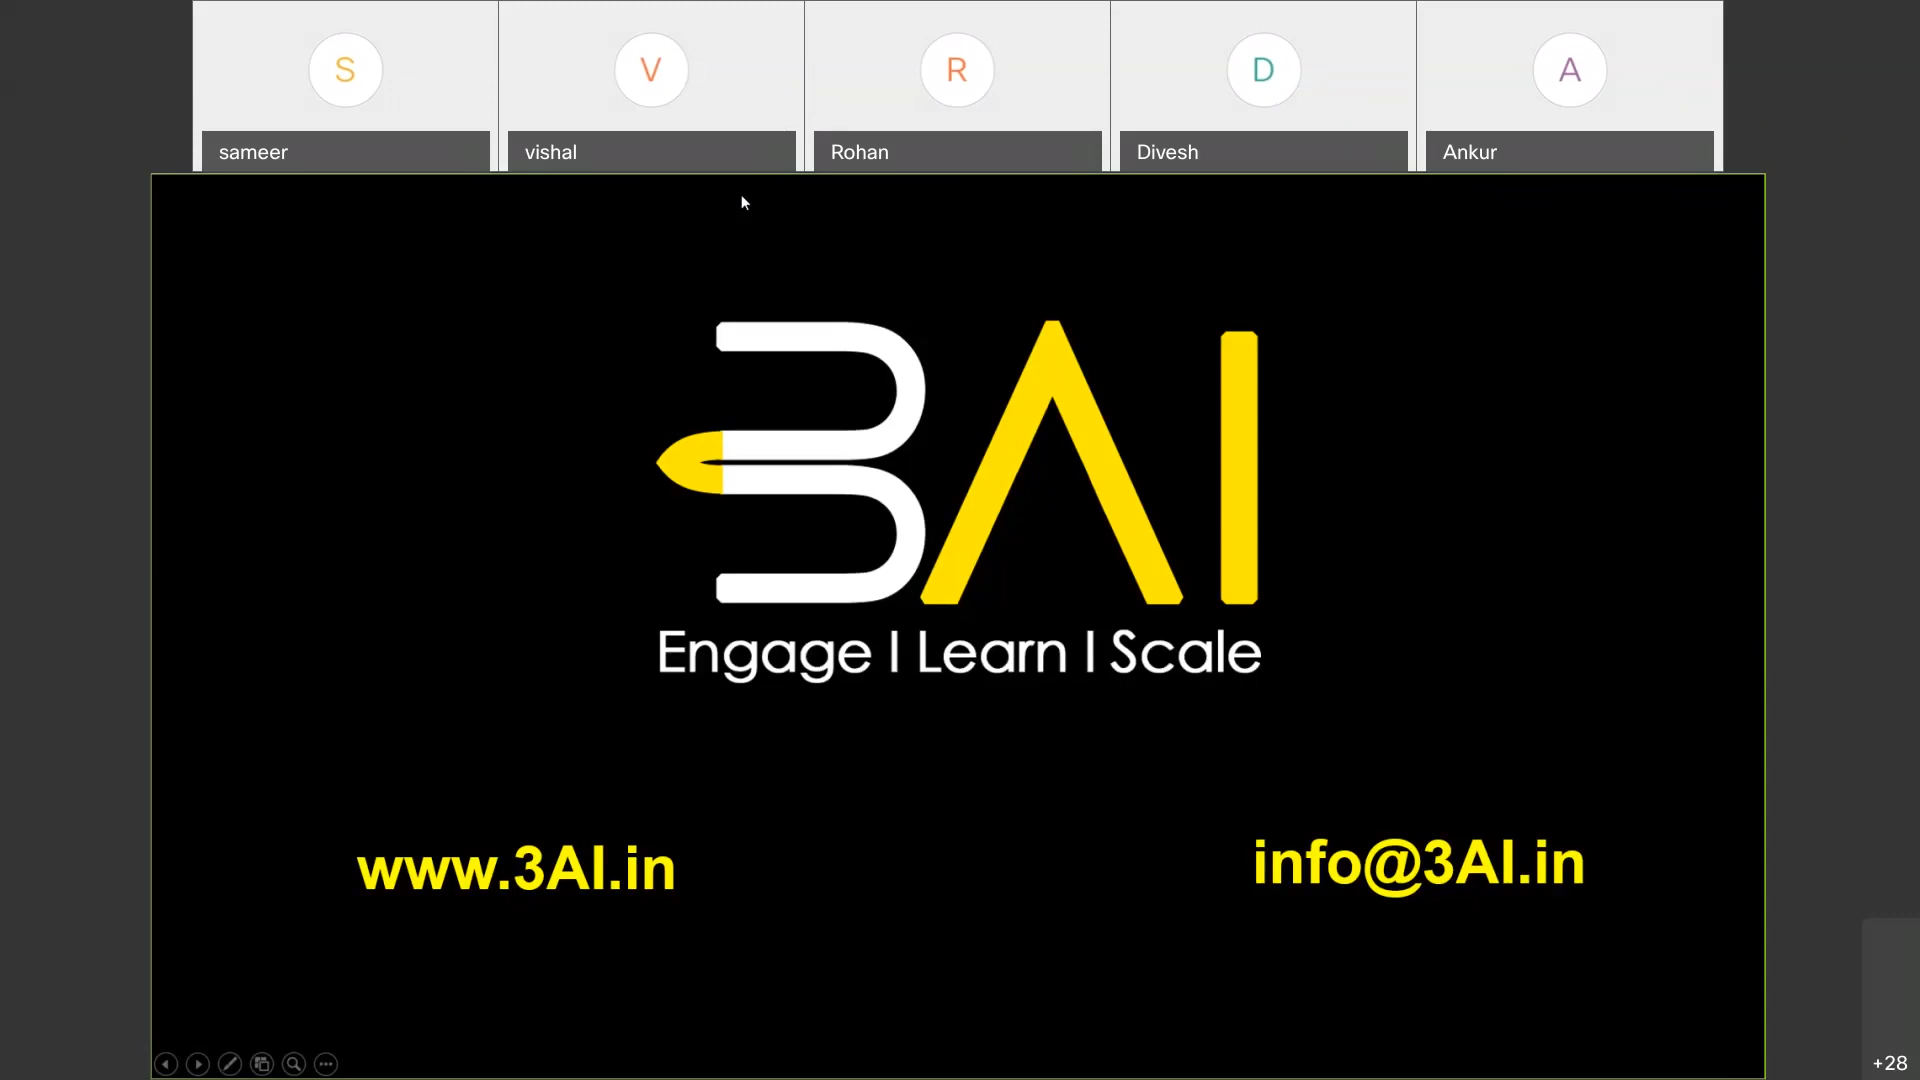 S
V
R
D
A
sameer
vishal
Rohan
Divesh
Ankur
3AI
Engage | Learn | Scale
www.3AI.in
info@3AI.in
+28